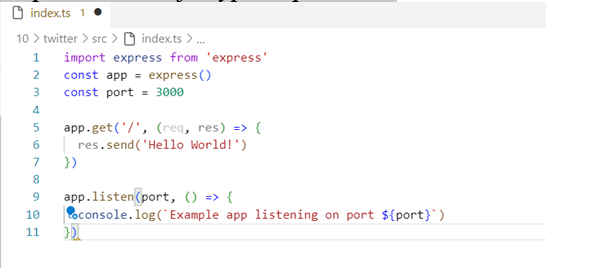 index.ts 1
10 > twitter > src > index.ts > ...
1 import express from 'express'
2 const app = express()
3 const port = 3000
4
5 app.get('/', (req, res) => {
6 res.send('Hello World!')
7 })
8
9 app.listen(port, () => {
10 console.log(`Example app listening on port ${port}`)
11 })